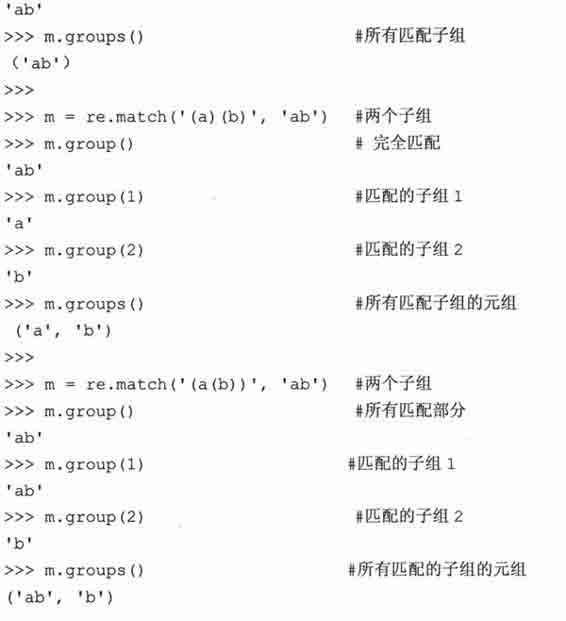 'ab'
>>> m.groups() #所有匹配子组
('ab')
>>>
>>> m = re.match('(a)(b)', 'ab') #两个子组
>>> m.group() # 完全匹配
'ab'
>>> m.group(1) #匹配的子组 1
'a'
>>> m.group(2) #匹配的子组 2
'b'
>>> m.groups() #所有匹配子组的元组
('a', 'b')
>>>
>>> m = re.match('(a(b))', 'ab') #两个子组
>>> m.group() #所有匹配部分
'ab'
>>> m.group(1) #匹配的子组 1
'ab'
>>> m.group(2) #匹配的子组 2
'b'
>>> m.groups() #所有匹配的子组的元组
('ab', 'b')